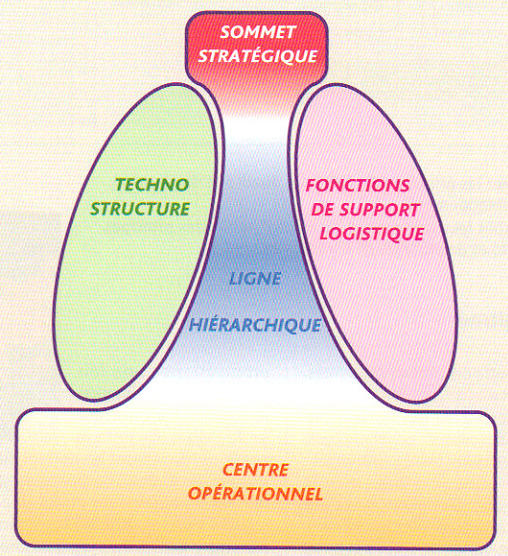 SOMMET
STRATÉGIQUE
TECHNO
STRUCTURE
FONCTIONS
DE SUPPORT
LOGISTIQUE
LIGNE
HIÉRARCHIQUE
CENTRE
OPÉRATIONNEL